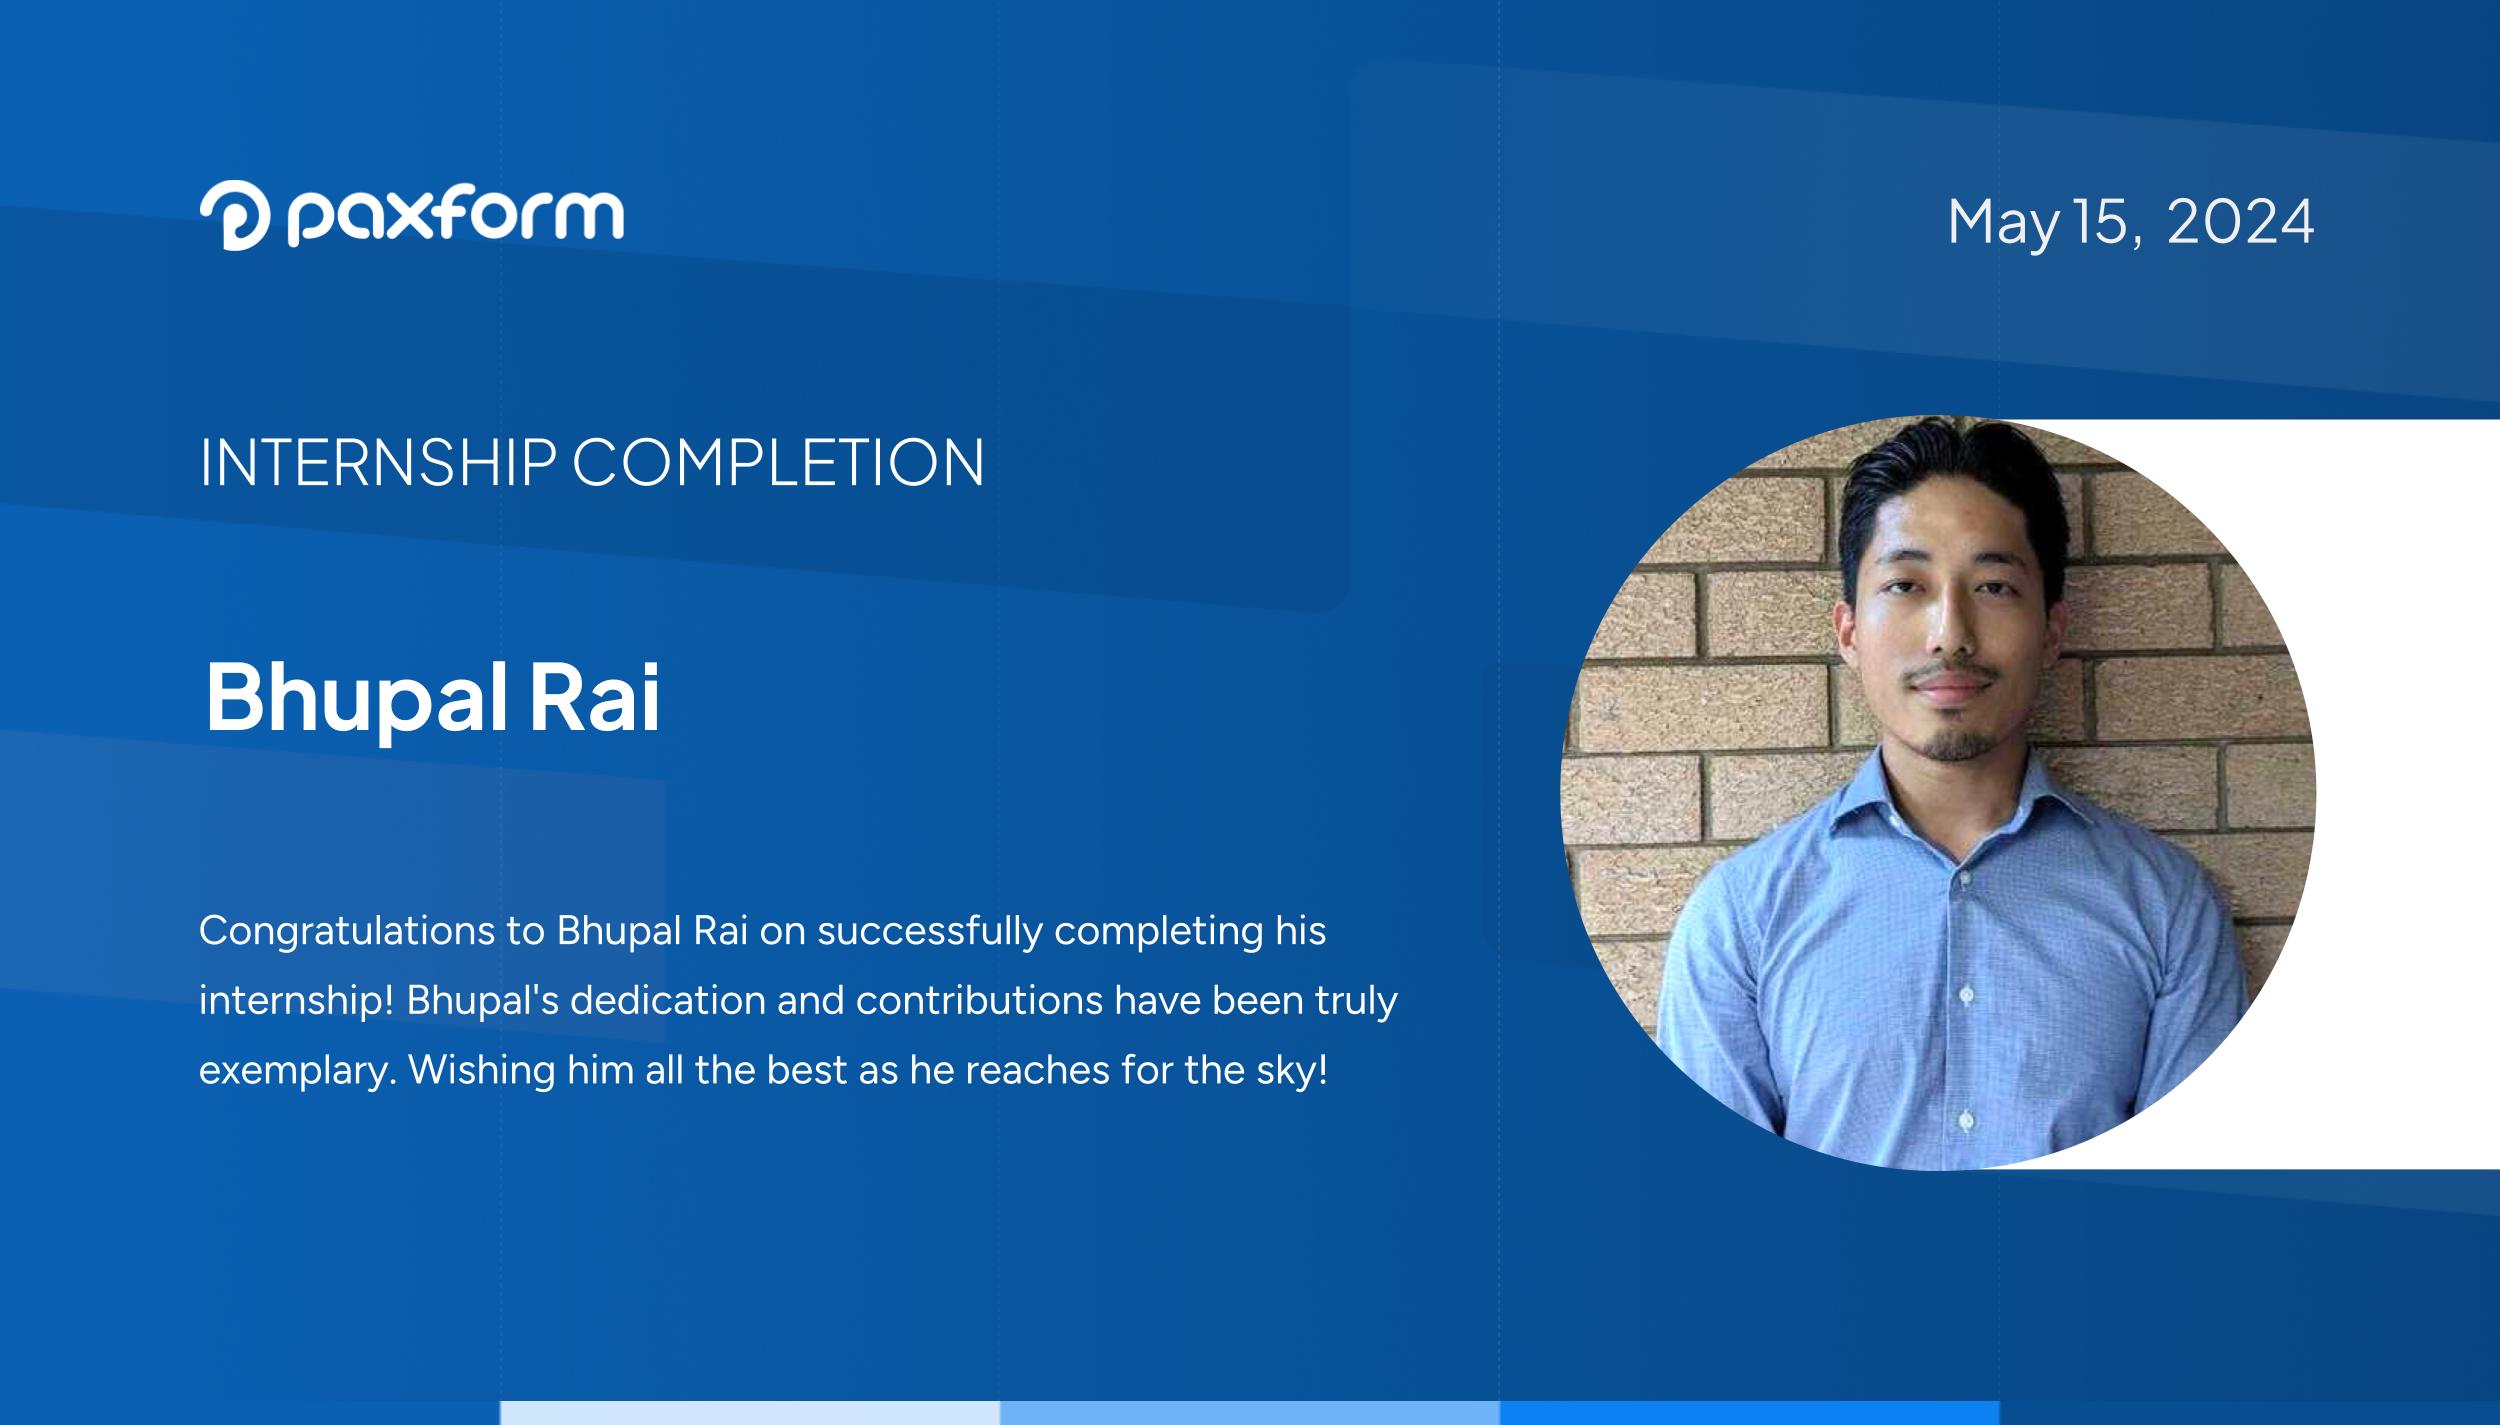 paxform
May 15, 2024
INTERNSHIP COMPLETION
Bhupal Rai
Congratulations to Bhupal Rai on successfully completing his
internship! Bhupal's dedication and contributions have been truly
exemplary. Wishing him all the best as he reaches for the sky!